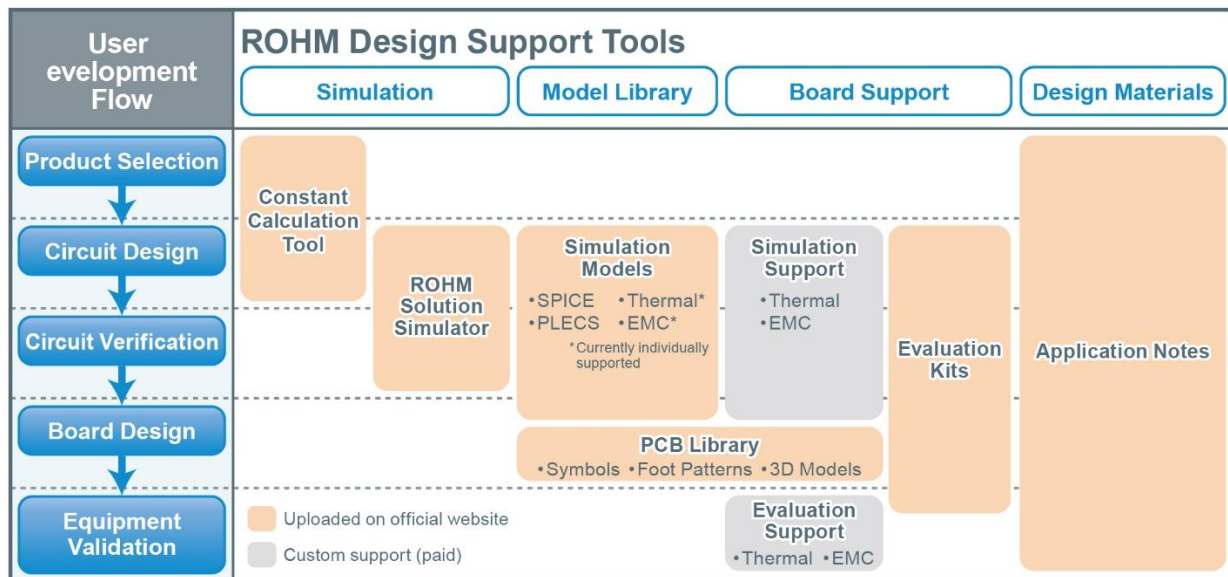 User
evelopment
Flow
ROHM Design Support Tools
Simulation
Model Library
Board Support
Design Materials
Product Selection
Circuit Design
Circuit Verification
Board Design
Equipment
Validation
Constant
Calculation
Tool
ROHM
Solution
Simulator
Simulation
Models
•SPICE •Thermal*
•PLECS •EMC*
*Currently individually
supported
Simulation
Support
•Thermal
•EMC
Evaluation
Kits
Application Notes
PCB Library
•Symbols •Foot Patterns •3D Models
Evaluation
Support
•Thermal •EMC
Uploaded on official website
Custom support (paid)